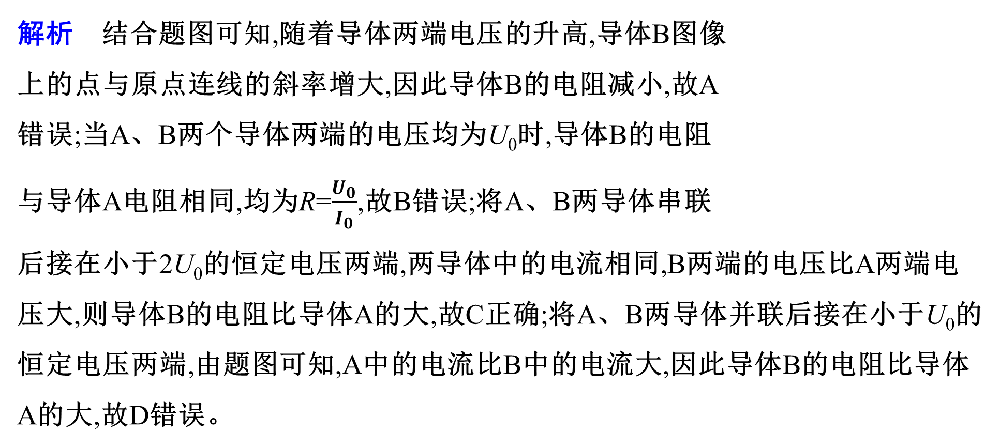 解析　结合题图可知,随着导体两端电压的升高,导体B图像
上的点与原点连线的斜率增大,因此导体B的电阻减小,故A
错误;当A、B两个导体两端的电压均为U₀时,导体B的电阻
与导体A电阻相同,均为R=U₀/I₀,故B错误;将A、B两导体串联
后接在小于2U₀的恒定电压两端,两导体中的电流相同,B两端的电压比A两端电
压大,则导体B的电阻比导体A的大,故C正确;将A、B两导体并联后接在小于U₀的
恒定电压两端,由题图可知,A中的电流比B中的电流大,因此导体B的电阻比导体
A的大,故D错误。